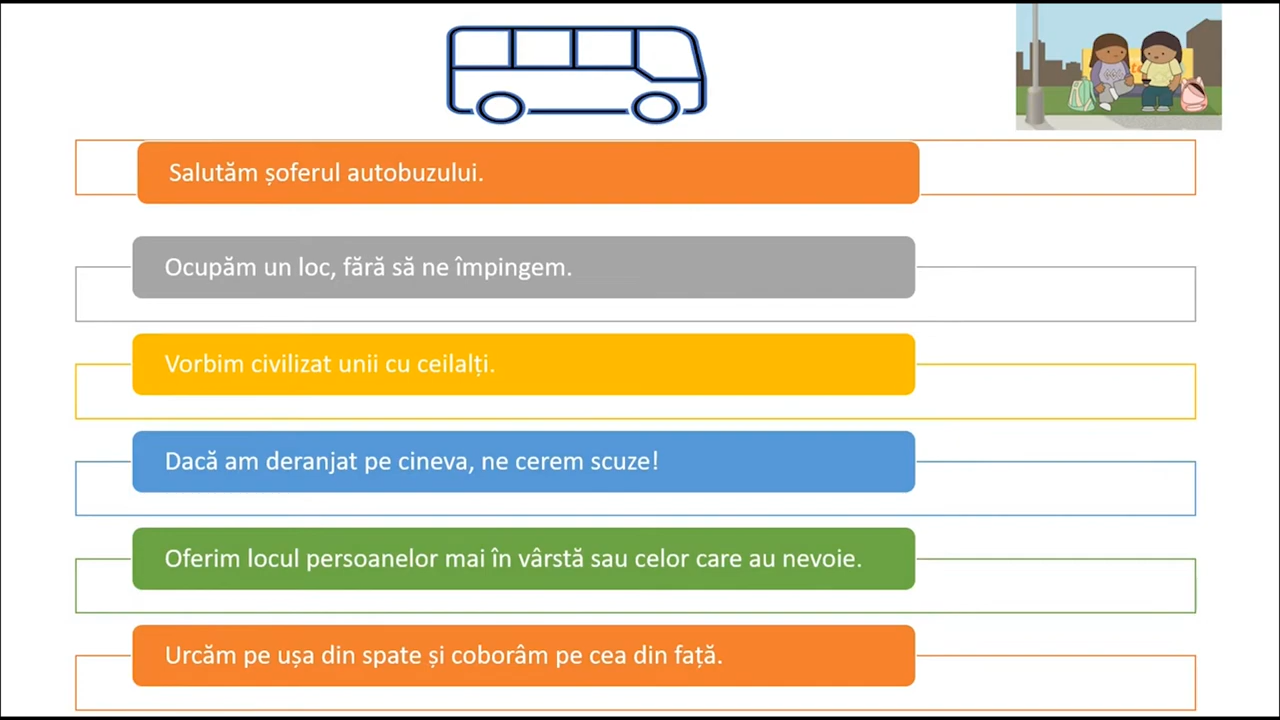 Salutăm șoferul autobuzului.
Ocupăm un loc, fără să ne împingem.
Vorbim civilizat unii cu ceilalți.
Dacă am deranjat pe cineva, ne cerem scuze!
Oferim locul persoanelor mai în vârstă sau celor care au nevoie.
Urcăm pe ușa din spate și coborâm pe cea din față.